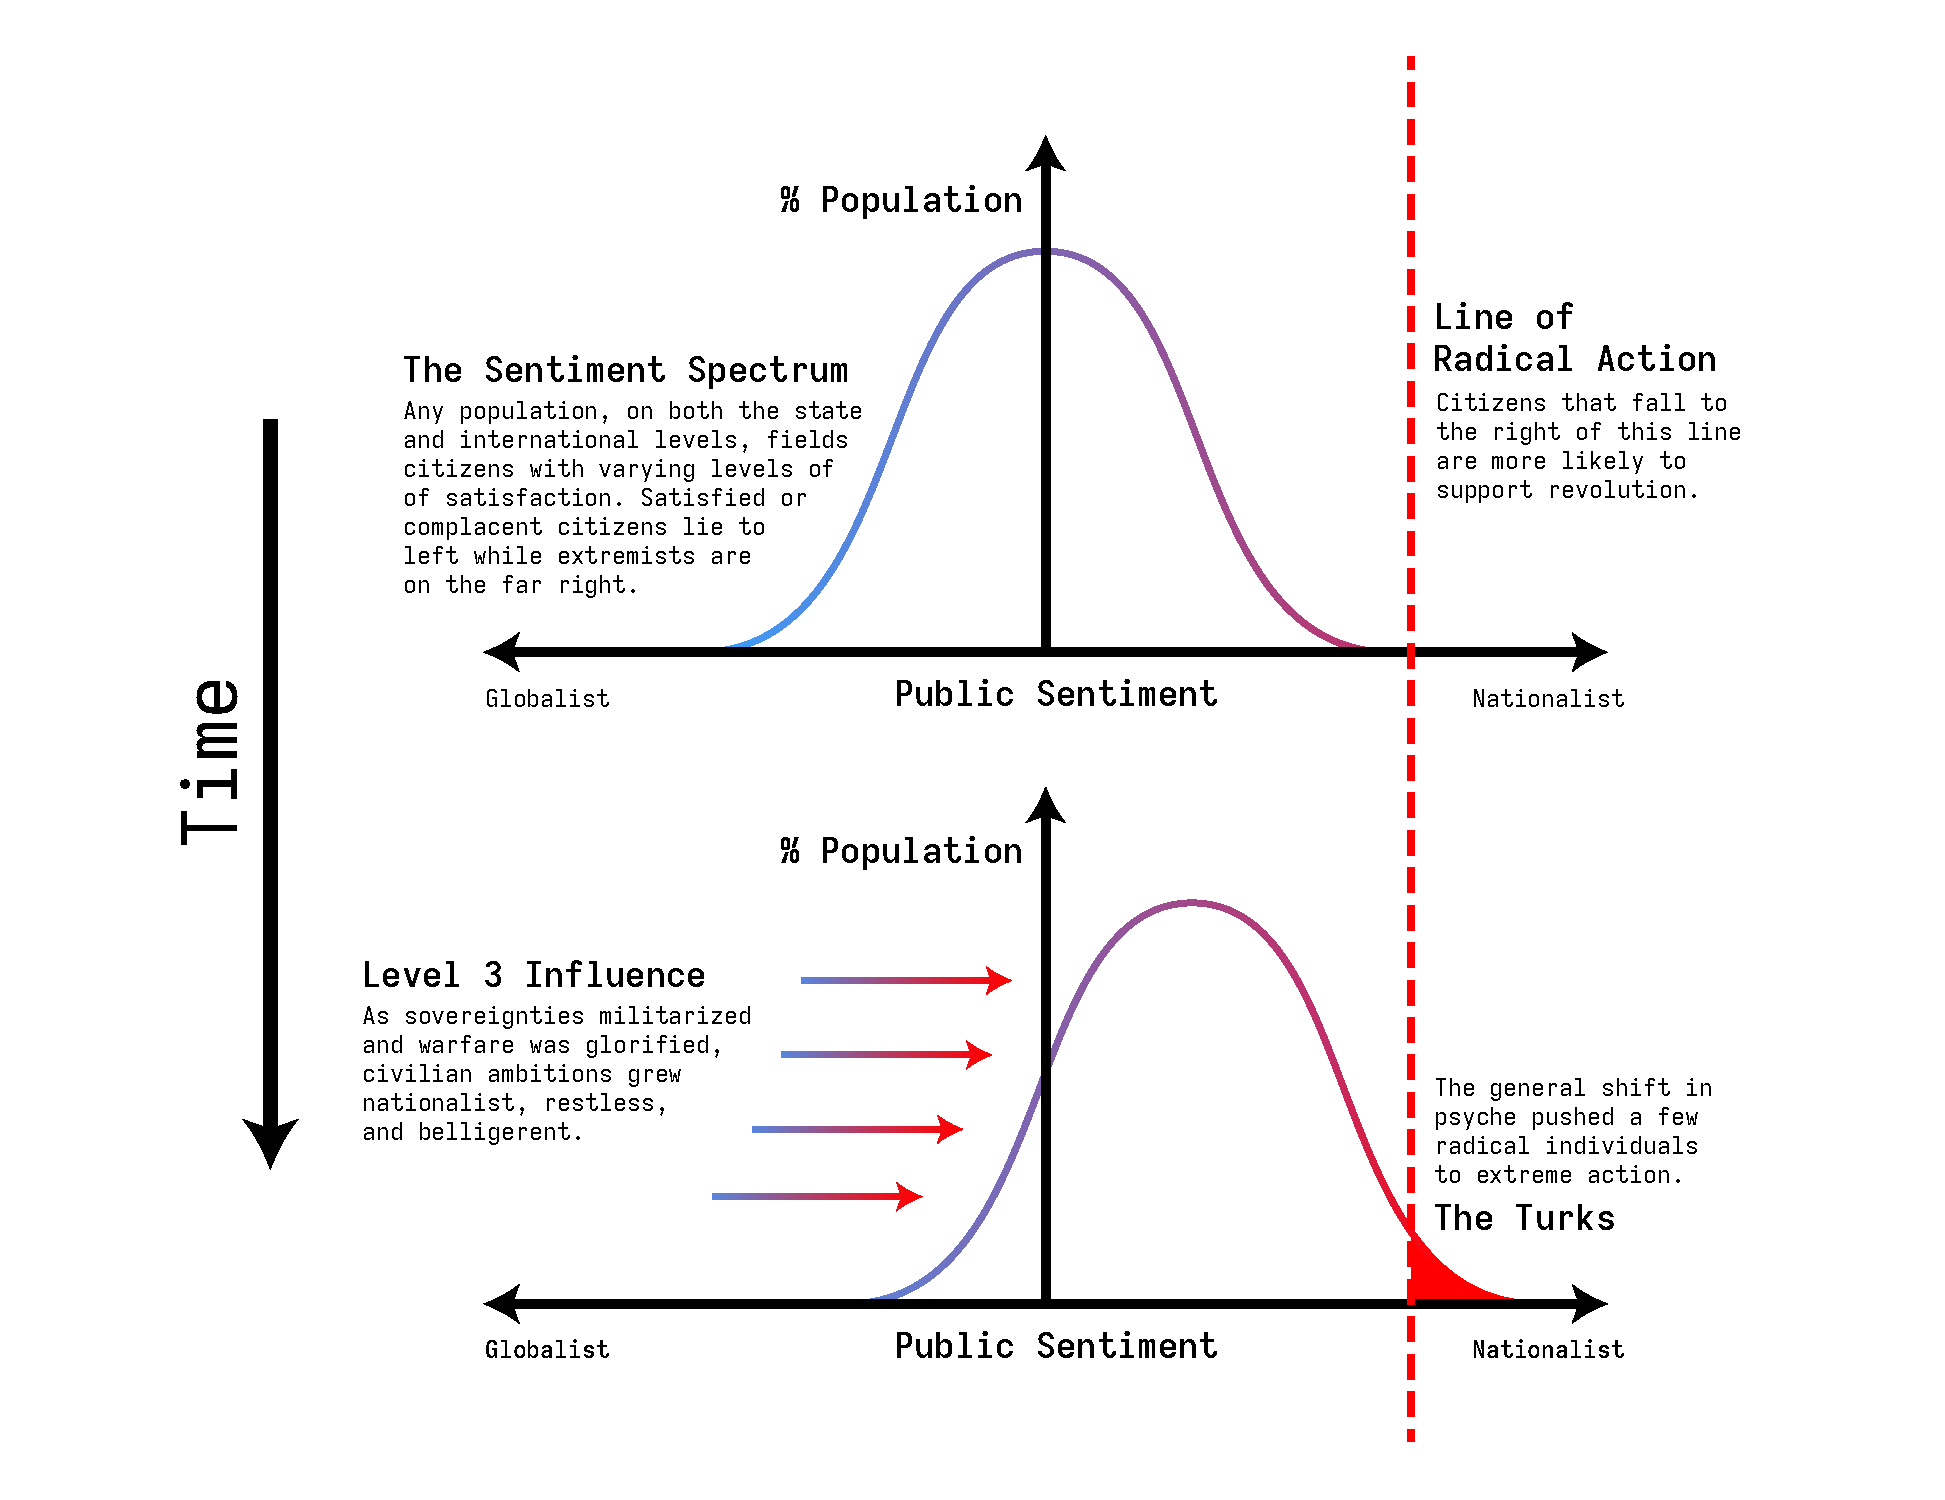 % Population
Line of
Radical Action
Citizens that fall to
the right of this line
are more likely to
support revolution.
The Sentiment Spectrum
Any population, on both the state
and international levels, fields
citizens with varying levels of
of satisfaction. Satisfied or
complacent citizens lie to
left while extremists are
on the far right.
Globalist
Public Sentiment
Nationalist
Time
% Population
Level 3 Influence
As sovereignties militarized
and warfare was glorified,
civilian ambitions grew
nationalist, restless,
and belligerent.
The general shift in
psyche pushed a few
radical individuals
to extreme action.
The Turks
Globalist
Public Sentiment
Nationalist